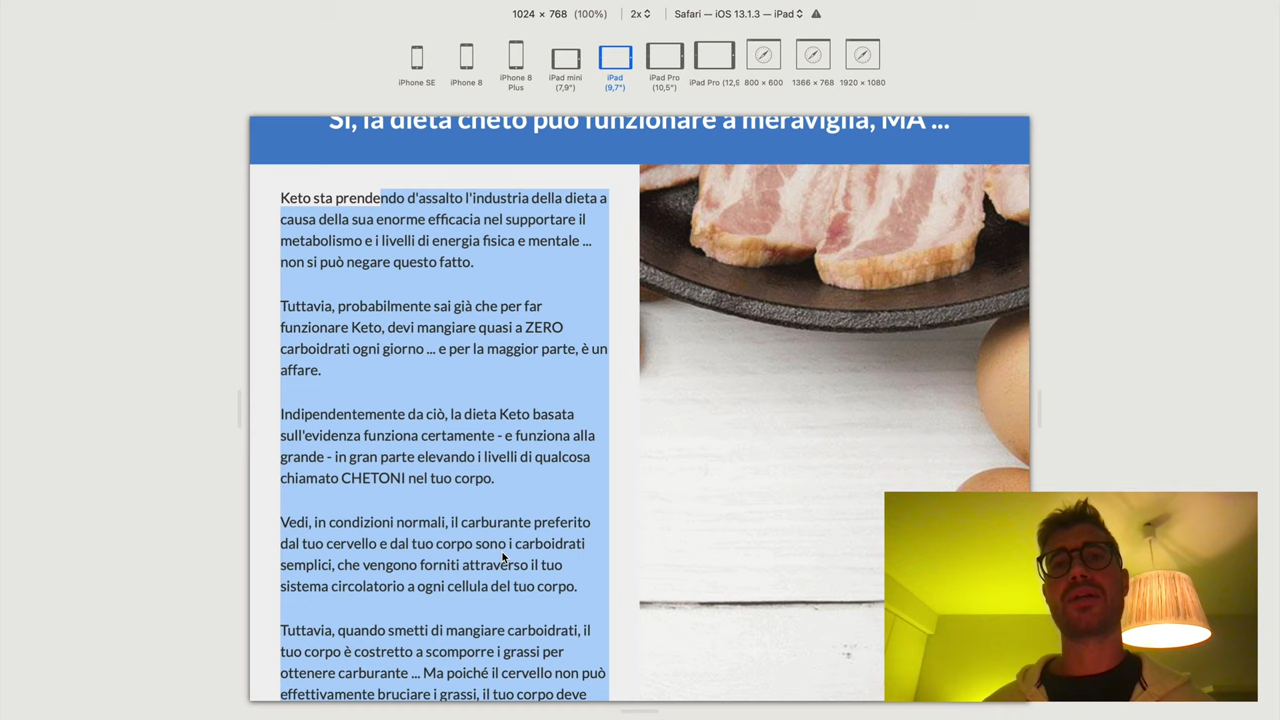 1024 × 768 (100%) 2x Safari — iOS 13.1.3 — iPad
iPhone SE
iPhone 8
iPhone 8
Plus
iPad mini
(7,9")
iPad
(9,7")
iPad Pro
(10,5")
iPad Pro (12,9
800 × 600
1366 × 768
1920 × 1080
Sì, la dieta cheto può funzionare a meraviglia, MA ...
Keto sta prendendo d'assalto l'industria della dieta a
causa della sua enorme efficacia nel supportare il
metabolismo e i livelli di energia fisica e mentale ...
non si può negare questo fatto.
Tuttavia, probabilmente sai già che per far
funzionare Keto, devi mangiare quasi a ZERO
carboidrati ogni giorno ... e per la maggior parte, è un
affare.
Indipendentemente da ciò, la dieta Keto basata
sull'evidenza funziona certamente - e funziona alla
grande - in gran parte elevando i livelli di qualcosa
chiamato CHETONI nel tuo corpo.
Vedi, in condizioni normali, il carburante preferito
dal tuo cervello e dal tuo corpo sono i carboidrati
semplici, che vengono forniti attraverso il tuo
sistema circolatorio a ogni cellula del tuo corpo.
Tuttavia, quando smetti di mangiare carboidrati, il
tuo corpo è costretto a scomporre i grassi per
ottenere carburante ... Ma poiché il cervello non può
effettivamente bruciare i grassi, il tuo corpo deve